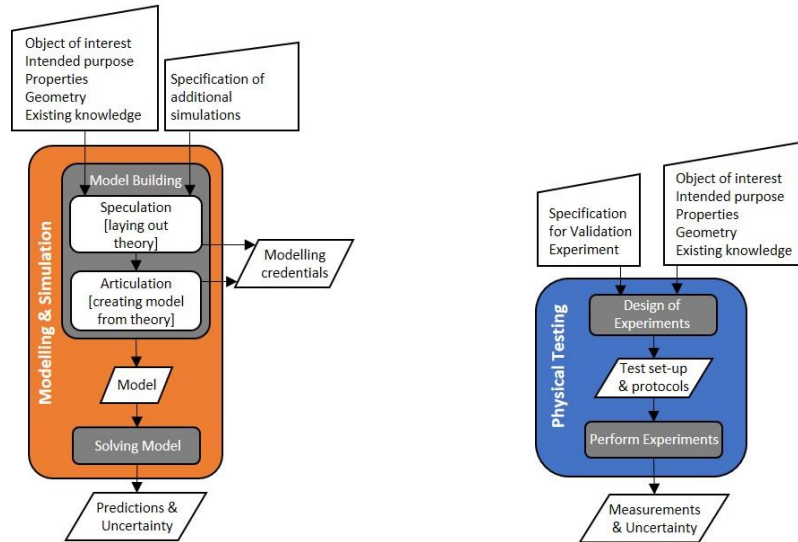 Object of interest
Intended purpose
Properties
Geometry
Existing knowledge
Specification of
additional
simulations
Modelling & Simulation
Model Building
Speculation
[laying out
theory]
Articulation
[creating model
from theory]
Modelling
credentials
Model
Solving Model
Predictions &
Uncertainty
Specification
for Validation
Experiment
Object of interest
Intended purpose
Properties
Geometry
Existing knowledge
Physical Testing
Design of
Experiments
Test set-up
& protocols
Perform Experiments
Measurements
& Uncertainty